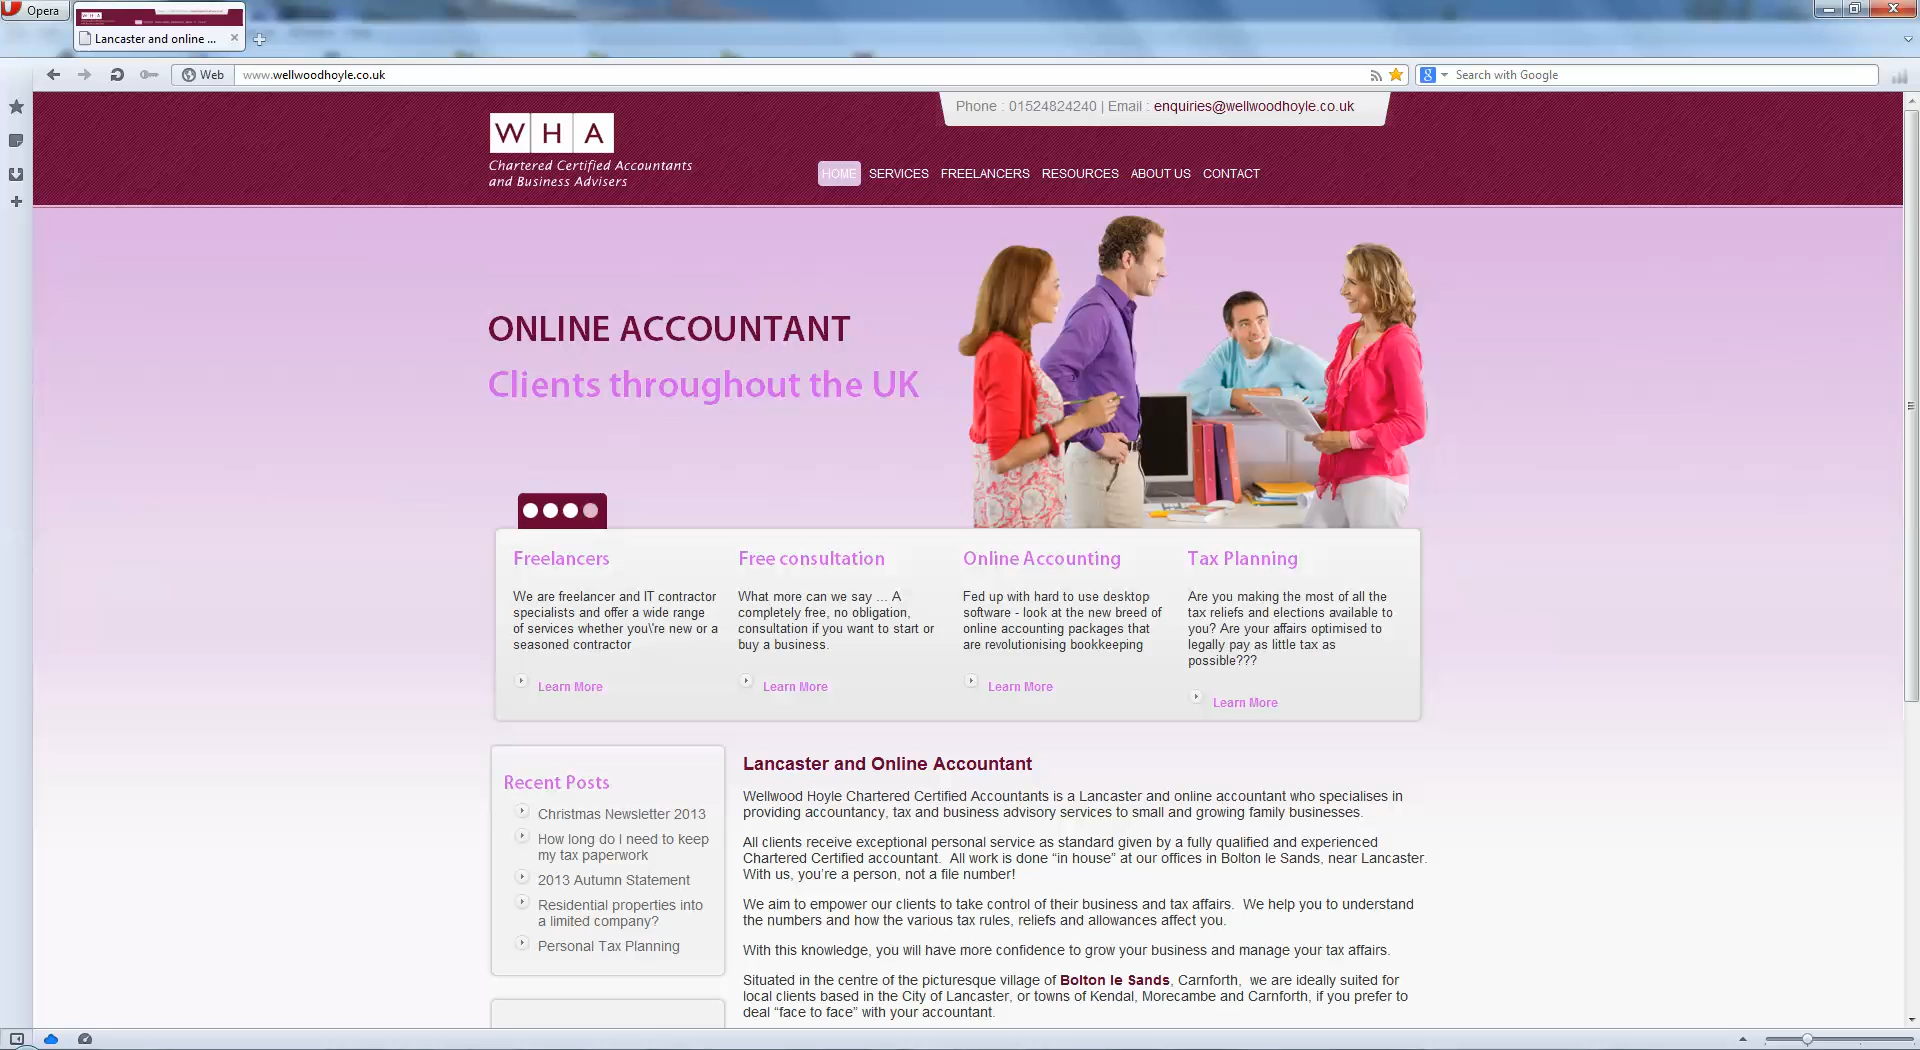 Opera
Lancaster and online ...
Web
www.wellwoodhoyle.co.uk
Search with Google
Phone : 01524824240 | Email : enquiries@wellwoodhoyle.co.uk
WHA
Chartered Certified Accountants
and Business Advisers
HOME SERVICES FREELANCERS RESOURCES ABOUT US CONTACT
ONLINE ACCOUNTANT
Clients throughout the UK
Freelancers
We are freelancer and IT contractor
specialists and offer a wide range
of services whether you\'re new or a
seasoned contractor
Learn More
Free consultation
What more can we say ... A
completely free, no obligation,
consultation if you want to start or
buy a business.
Learn More
Online Accounting
Fed up with hard to use desktop
software - look at the new breed of
online accounting packages that
are revolutionising bookkeeping
Learn More
Tax Planning
Are you making the most of all the
tax reliefs and elections available to
you? Are your affairs optimised to
legally pay as little tax as
possible???
Learn More
Recent Posts
Christmas Newsletter 2013
How long do I need to keep
my tax paperwork
2013 Autumn Statement
Residential properties into
a limited company?
Personal Tax Planning
Lancaster and Online Accountant
Wellwood Hoyle Chartered Certified Accountants is a Lancaster and online accountant who specialises in
providing accountancy, tax and business advisory services to small and growing family businesses.
All clients receive exceptional personal service as standard given by a fully qualified and experienced
Chartered Certified accountant.  All work is done “in house” at our offices in Bolton le Sands, near Lancaster.
With us, you’re a person, not a file number!
We aim to empower our clients to take control of their business and tax affairs.  We help you to understand
the numbers and how the various tax rules, reliefs and allowances affect you.
With this knowledge, you will have more confidence to grow your business and manage your tax affairs.
Situated in the centre of the picturesque village of Bolton le Sands, Carnforth,  we are ideally suited for
local clients based in the City of Lancaster, or towns of Kendal, Morecambe and Carnforth, if you prefer to
deal “face to face” with your accountant.